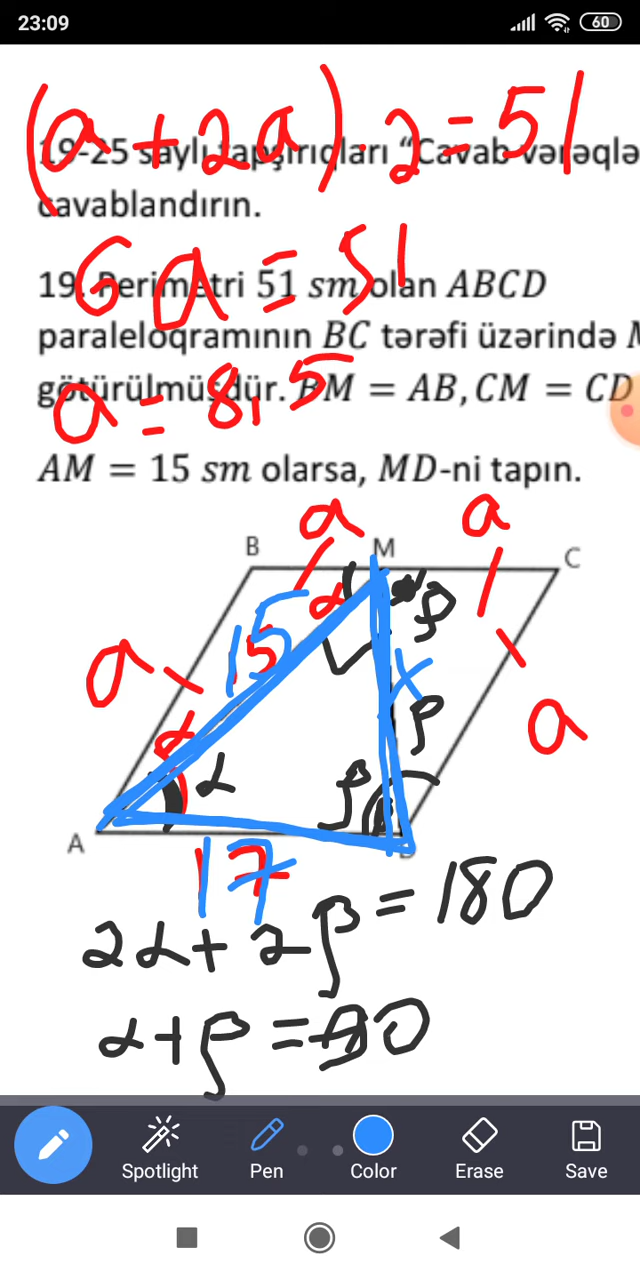 23:09
60
(a+2a)·2=51
19-25 saylı tapşırıqları "Cavab vərəqlə
cavablandırın.
6a=51
19. Perimetri 51 sm olan ABCD
paraleloqramının BC tərəfi üzərində M
a=8,5
götürülmüşdür. BM = AB, CM = CD
AM = 15 sm olarsa, MD-ni tapın.
a a
B M C
α β
15 x
a β a
α α β
A D
17
2α+2β=180
α+β=90
Spotlight Pen Color Erase Save